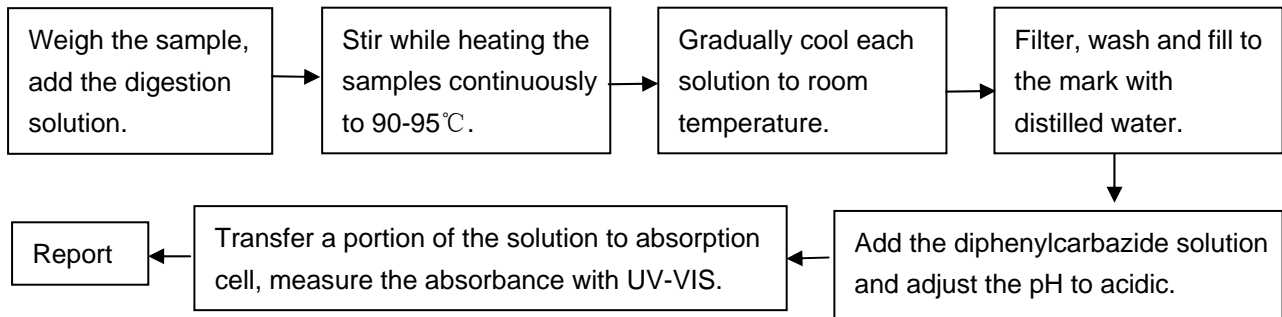 Weigh the sample,
add the digestion
solution.
Stir while heating the
samples continuously
to 90-95℃.
Gradually cool each
solution to room
temperature.
Filter, wash and fill to
the mark with
distilled water.
Add the diphenylcarbazide solution
and adjust the pH to acidic.
Transfer a portion of the solution to absorption
cell, measure the absorbance with UV-VIS.
Report